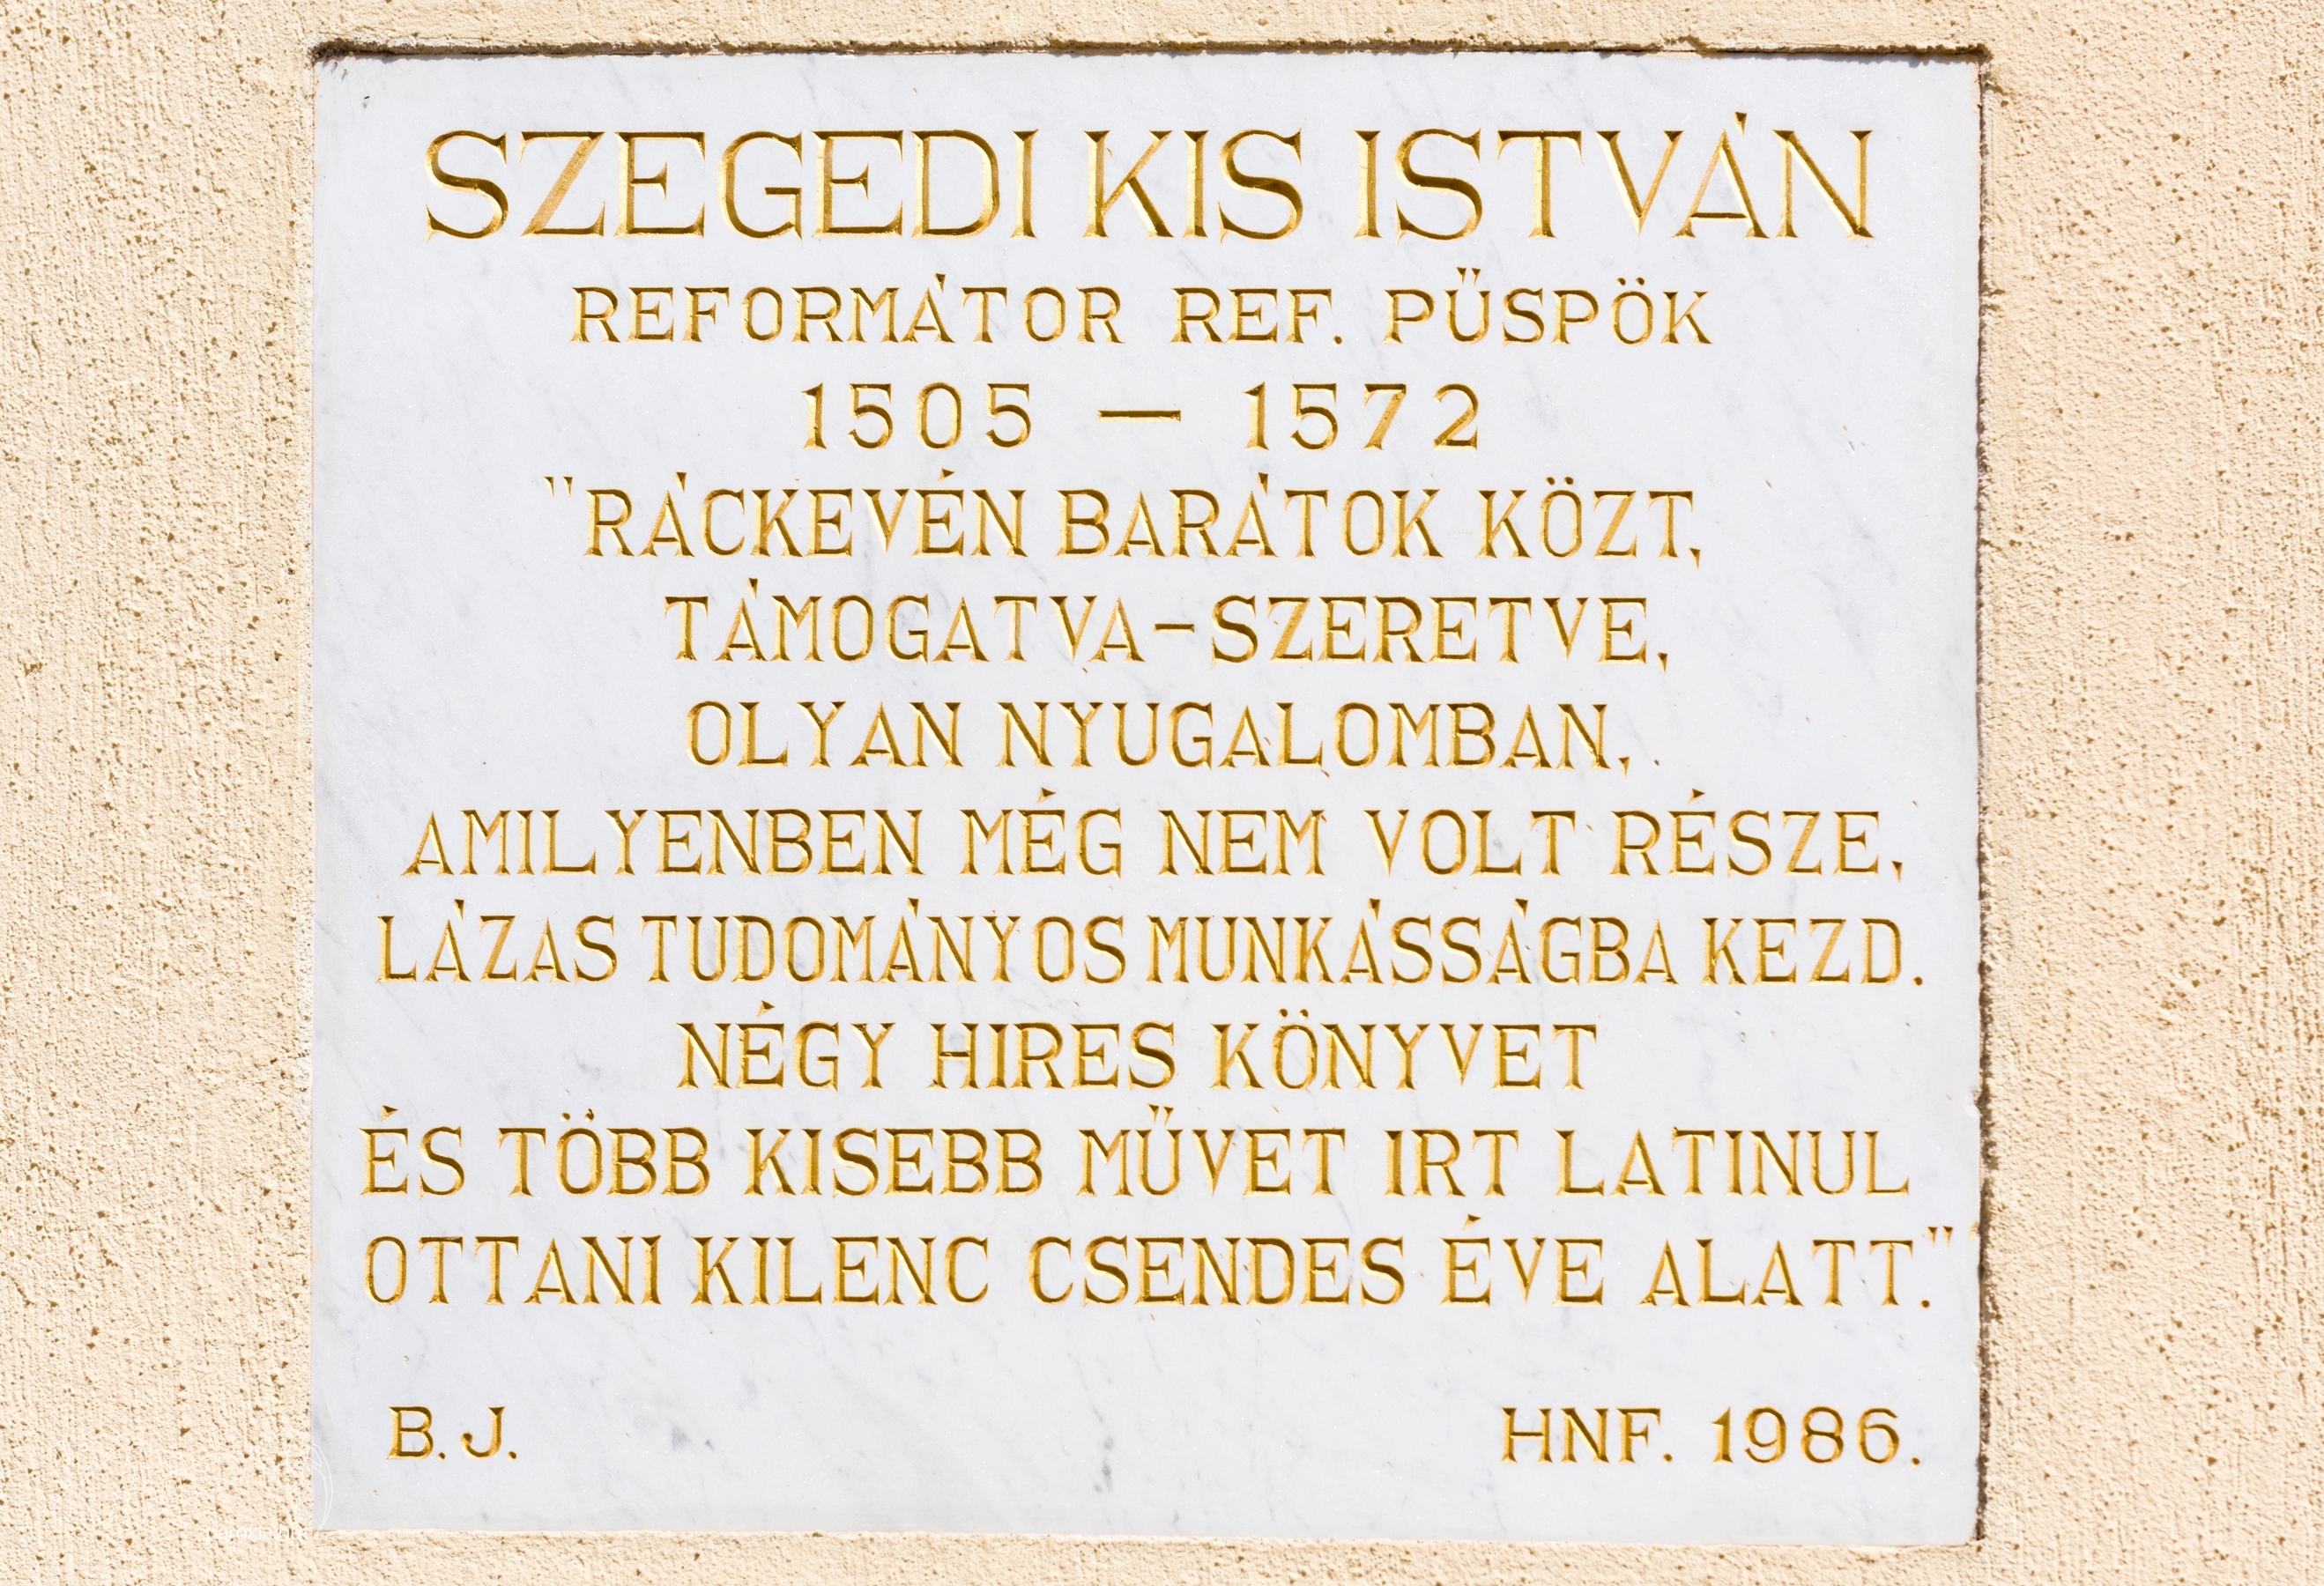 SZEGEDI KIS ISTVÁN
REFORMÁTOR REF. PŰSPÖK
1505 — 1572
"RÁCKEVÉN BARÁTOK KÖZT,
TÁMOGATVA-SZERETVE,
OLYAN NYUGALOMBAN,
AMILYENBEN MÉG NEM VOLT RÉSZE,
LÁZAS TUDOMÁNYOS MUNKÁSSÁGBA KEZD.
NÉGY HIRES KÖNYVET
ÉS TÖBB KISEBB MŰVET IRT LATINUL
OTTANI KILENC CSENDES ÉVE ALATT."
B. J.
HNF. 1986.